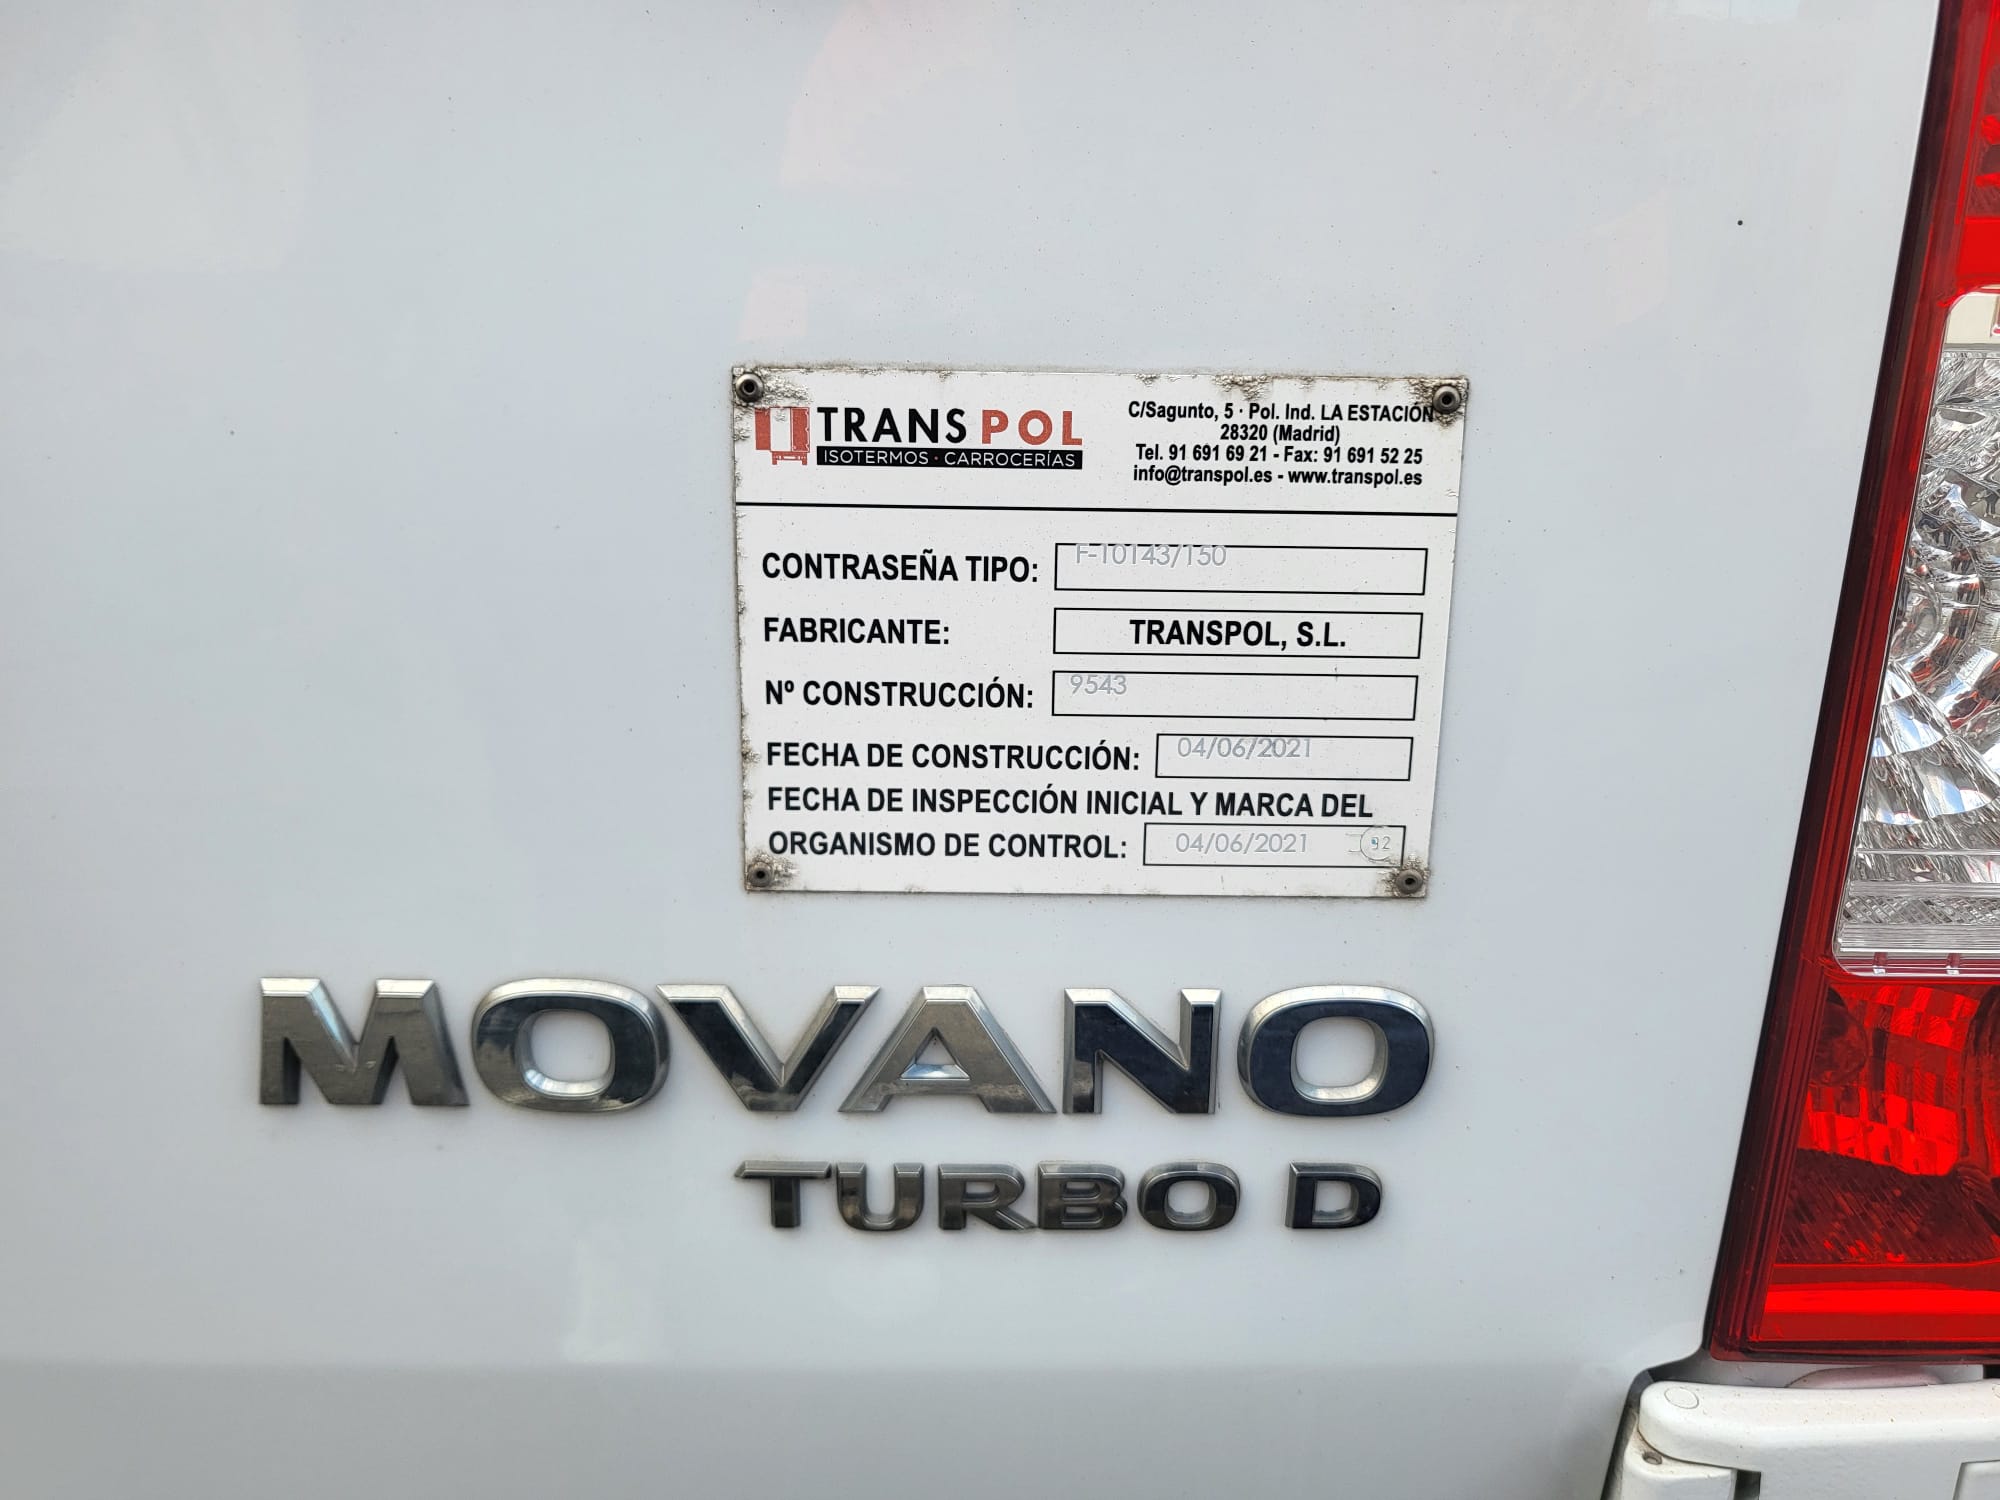 TRANSPOL
ISOTERMOS · CARROCERÍAS
C/Sagunto, 5 · Pol. Ind. LA ESTACIÓN
28320 (Madrid)
Tel. 91 691 69 21 - Fax: 91 691 52 25
info@transpol.es - www.transpol.es
CONTRASEÑA TIPO: F-10143/150
FABRICANTE: TRANSPOL, S.L.
Nº CONSTRUCCIÓN: 9543
FECHA DE CONSTRUCCIÓN: 04/06/2021
FECHA DE INSPECCIÓN INICIAL Y MARCA DEL
ORGANISMO DE CONTROL: 04/06/2021
MOVANO
TURBO D